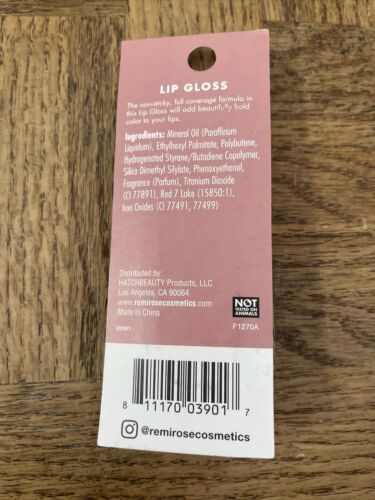 LIP GLOSS
The non-sticky, full coverage formula in
this Lip Gloss will add beautifully bold
color to your lips.
Ingredients: Mineral Oil (Paraffinum
Liquidum), Ethylhexyl Palmitate, Polybutene,
Hydrogenated Styrene/Butadiene Copolymer,
Silica Dimethyl Silylate, Phenoxyethanol,
Fragrance (Parfum), Titanium Dioxide
(CI 77891), Red 7 Lake (15850:1),
Iron Oxides (CI 77491, 77499)
Distributed by:
HATCHBEAUTY Products, LLC
Los Angeles, CA 90064
www.remirosecosmetics.com
Made in China
03901
NOT
TESTED ON
ANIMALS
F1270A
8 11170 03901 7
@remirosecosmetics